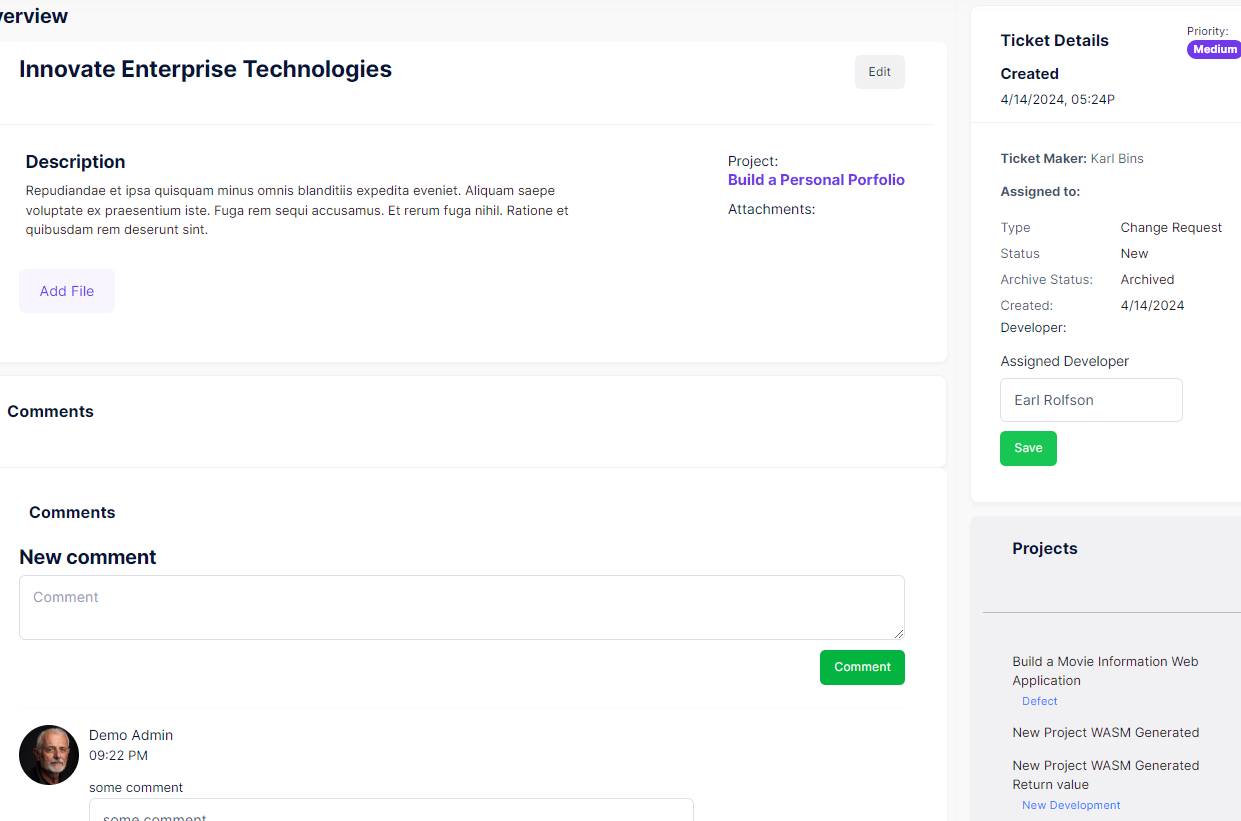 verview
Innovate Enterprise Technologies
Edit
Description
Repudiandae et ipsa quisquam minus omnis blanditiis expedita eveniet. Aliquam saepe
voluptate ex praesentium iste. Fuga rem sequi accusamus. Et rerum fuga nihil. Ratione et
quibusdam rem deserunt sint.
Project:
Build a Personal Porfolio
Attachments:
Add File
Comments
Comments
New comment
Comment
Comment
Demo Admin
09:22 PM
some comment
some comment
Ticket Details
Priority:
Medium
Created
4/14/2024, 05:24P
Ticket Maker: Karl Bins
Assigned to:
Type Change Request
Status New
Archive Status: Archived
Created: 4/14/2024
Developer:
Assigned Developer
Earl Rolfson
Save
Projects
Build a Movie Information Web
Application
Defect
New Project WASM Generated
New Project WASM Generated
Return value
New Development